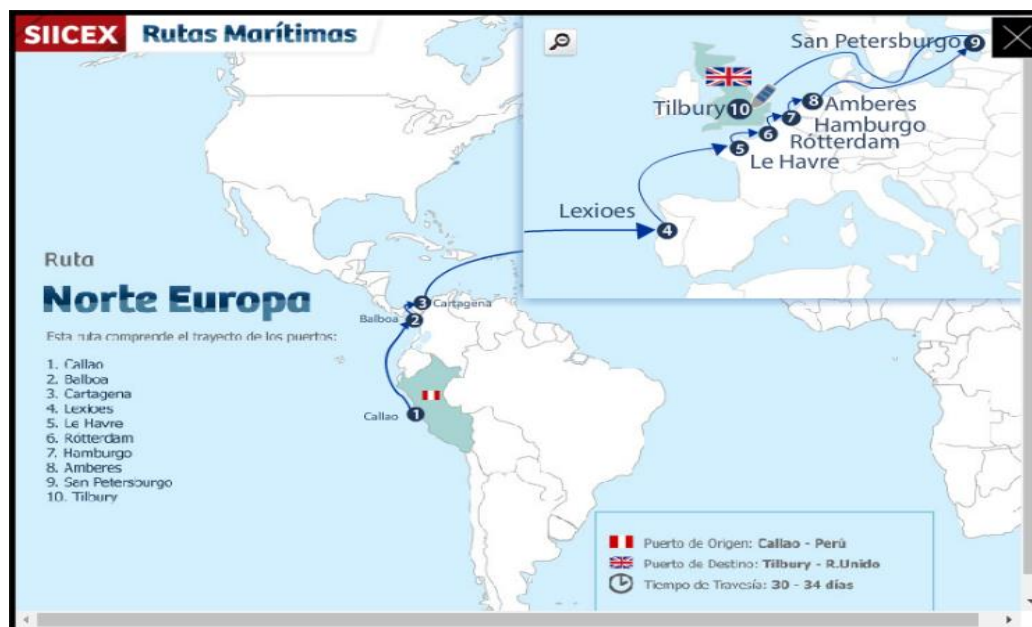 SIICEX Rutas Marítimas
San Petersburgo 9
Tilbury 10
8 Amberes
7 Hamburgo
6 Rótterdam
5 Le Havre
Lexioes
4
Ruta
Norte Europa
Esta ruta comprende el trayecto de los puertos:
1. Callao
2. Balboa
3. Cartagena
4. Lexioes
5. Le Havre
6. Rótterdam
7. Hamburgo
8. Amberes
9. San Petersburgo
10. Tilbury
3 Cartagena
Balboa 2
Callao 1
Puerto de Origen: Callao - Perú
Puerto de Destino: Tilbury - R.Unido
Tiempo de Travesía: 30 - 34 días